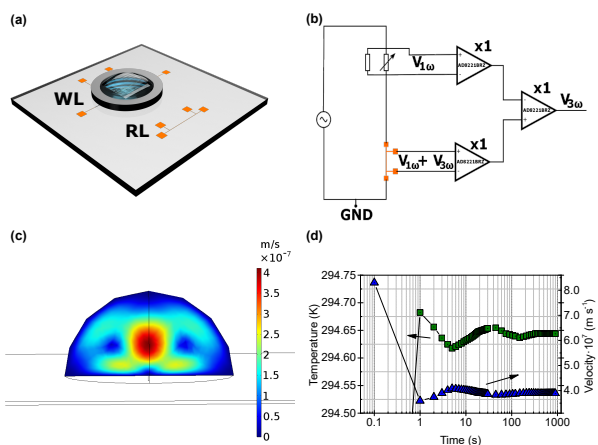 (a)
WL
RL
(b)
x1
V1ω
+
-
AD8221BRZ
x1
V3ω
-
+
AD8221BRZ
x1
V1ω+ V3ω
+
-
AD8221BRZ
GND
(c)
m/s
×10⁻⁷
4
3.5
3
2.5
2
1.5
1
0.5
0
(d)
294.75
294.70
294.65
294.60
294.55
294.50
Temperature (K)
8.0
6.0
4.0
2.0
Velocity·10⁻⁷(m s⁻¹)
0.1
1
10
100
1000
Time (s)